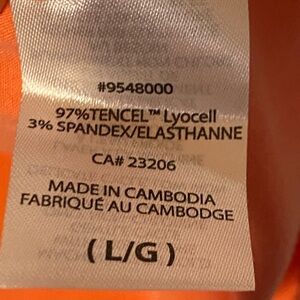 #9548000
97%TENCEL™ Lyocell
3% SPANDEX/ELASTHANNE
CA# 23206
MADE IN CAMBODIA
FABRIQUÉ AU CAMBODGE
( L/G )